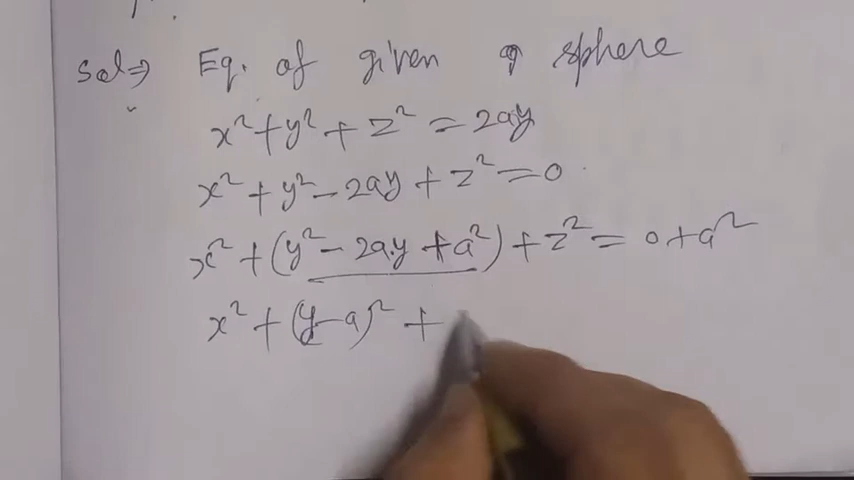 Sol⇒ Eq. of given sphere
x² + y² + z² = 2ay
x² + y² - 2ay + z² = 0
x² + (y² - 2ay + a²) + z² = 0 + a²
x² + (y - a)² +